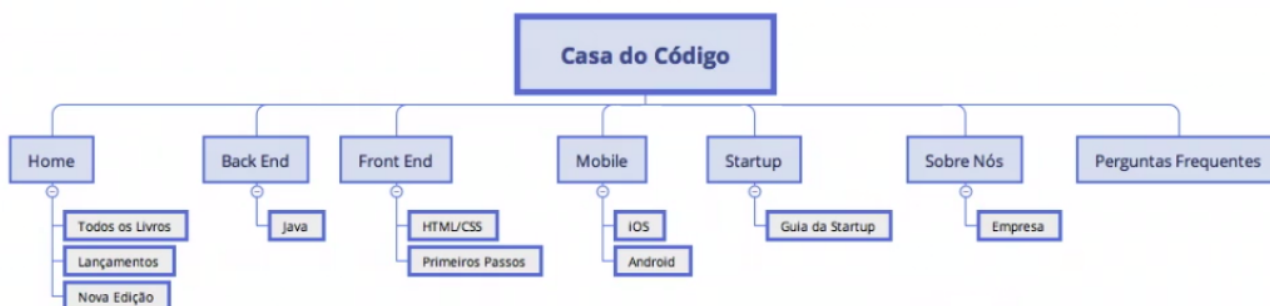 Casa do Código
Home
Back End
Front End
Mobile
Startup
Sobre Nós
Perguntas Frequentes
Todos os Livros
Java
HTML/CSS
iOS
Guia da Startup
Empresa
Lançamentos
Primeiros Passos
Android
Nova Edição